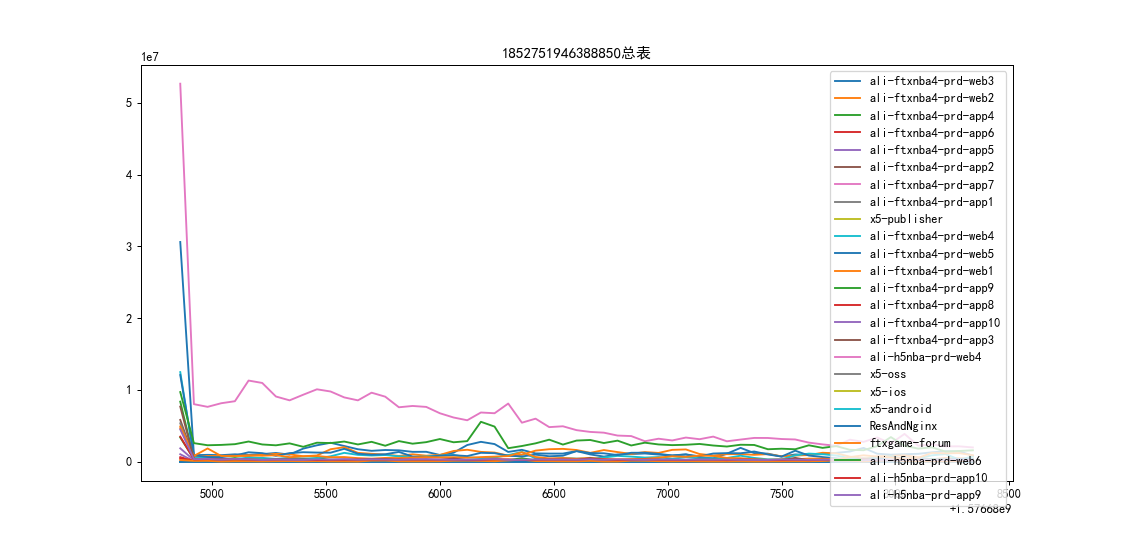 1852751946388850总表
1e7
5
4
3
2
1
0
5000 5500 6000 6500 7000 7500 8500
+1.57668e9
ali-ftxnba4-prd-web3
ali-ftxnba4-prd-web2
ali-ftxnba4-prd-app4
ali-ftxnba4-prd-app6
ali-ftxnba4-prd-app5
ali-ftxnba4-prd-app2
ali-ftxnba4-prd-app7
ali-ftxnba4-prd-app1
x5-publisher
ali-ftxnba4-prd-web4
ali-ftxnba4-prd-web5
ali-ftxnba4-prd-web1
ali-ftxnba4-prd-app9
ali-ftxnba4-prd-app8
ali-ftxnba4-prd-app10
ali-ftxnba4-prd-app3
ali-h5nba-prd-web4
x5-oss
x5-ios
x5-android
ResAndNginx
ftxgame-forum
ali-h5nba-prd-web6
ali-h5nba-prd-app10
ali-h5nba-prd-app9